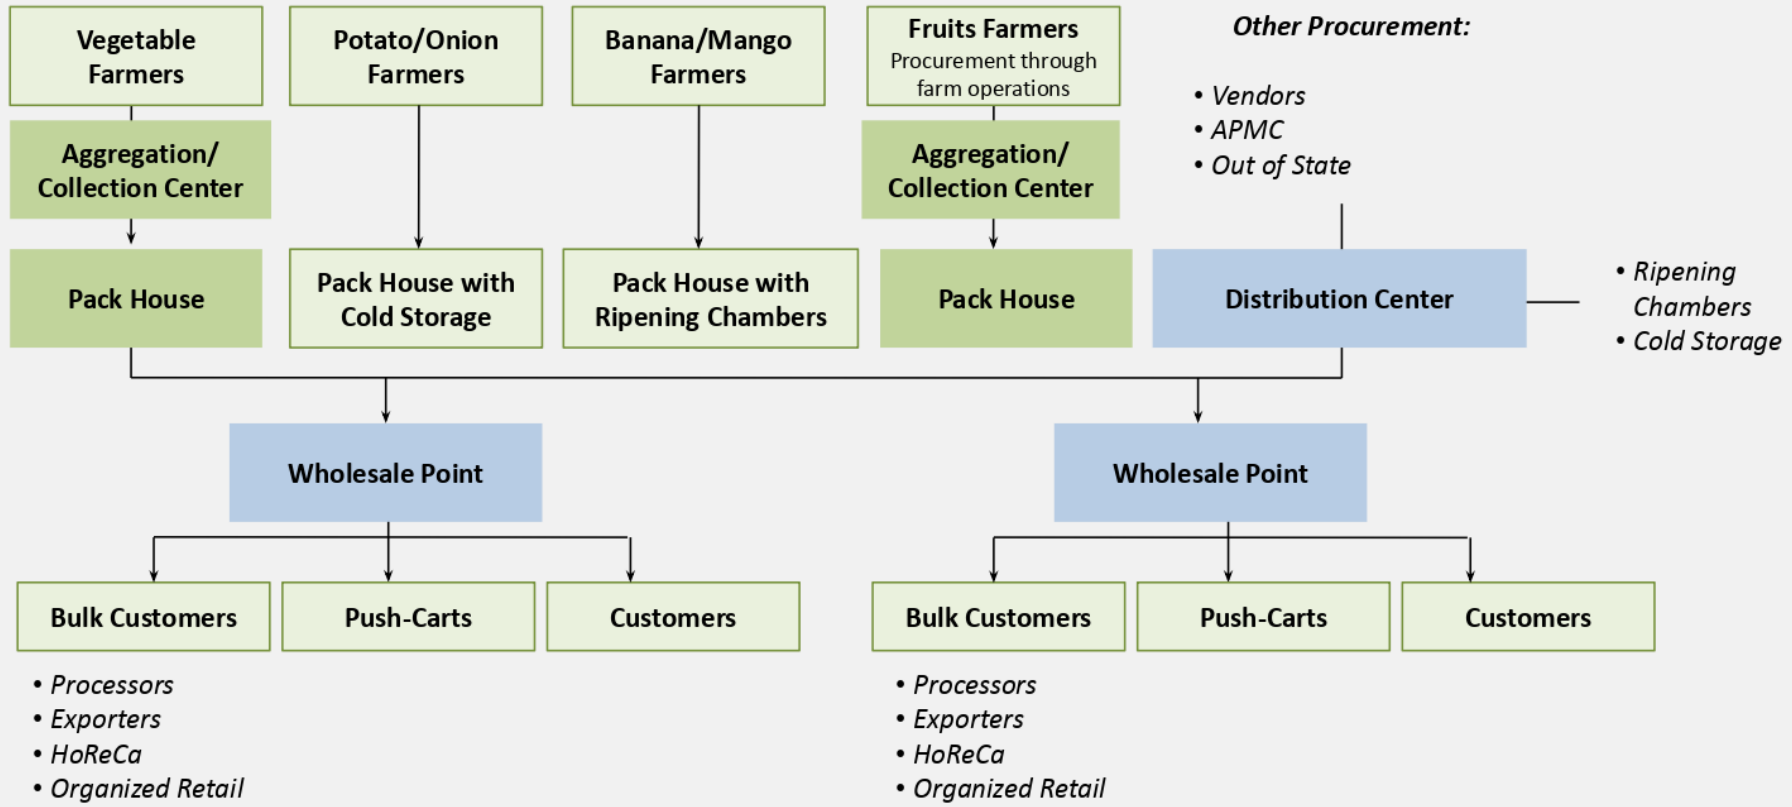 Vegetable
Farmers
Potato/Onion
Farmers
Banana/Mango
Farmers
Fruits Farmers
Procurement through
farm operations
Other Procurement:
• Vendors
• APMC
• Out of State
Aggregation/
Collection Center
Aggregation/
Collection Center
Pack House
Pack House with
Cold Storage
Pack House with
Ripening Chambers
Pack House
Distribution Center
• Ripening
Chambers
• Cold Storage
Wholesale Point
Wholesale Point
Bulk Customers
Push-Carts
Customers
Bulk Customers
Push-Carts
Customers
• Processors
• Exporters
• HoReCa
• Organized Retail
• Processors
• Exporters
• HoReCa
• Organized Retail